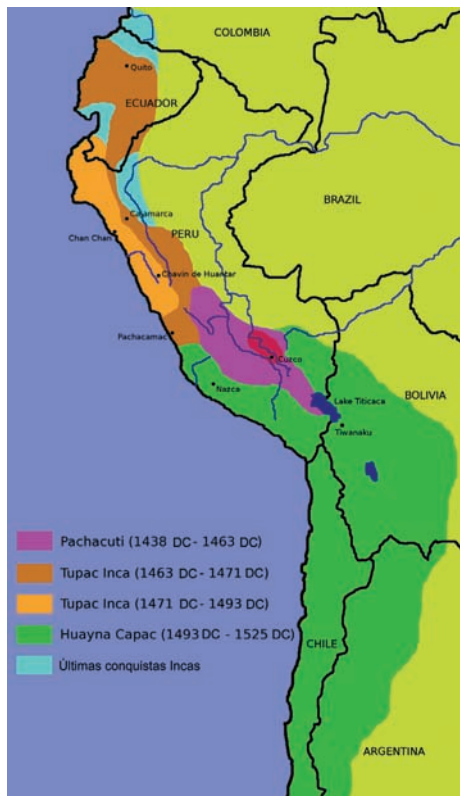 COLOMBIA
Quito
ECUADOR
BRAZIL
Cajamarca
Chan Chan
PERU
Chavin de Huantar
Pachacamac
Cuzco
Nazca
Lake Titicaca
BOLIVIA
Tiwanaku
Pachacuti (1438 DC - 1463 DC)
Tupac Inca (1463 DC - 1471 DC)
Tupac Inca (1471 DC - 1493 DC)
Huayna Capac (1493 DC - 1525 DC)
CHILE
Últimas conquistas Incas
ARGENTINA